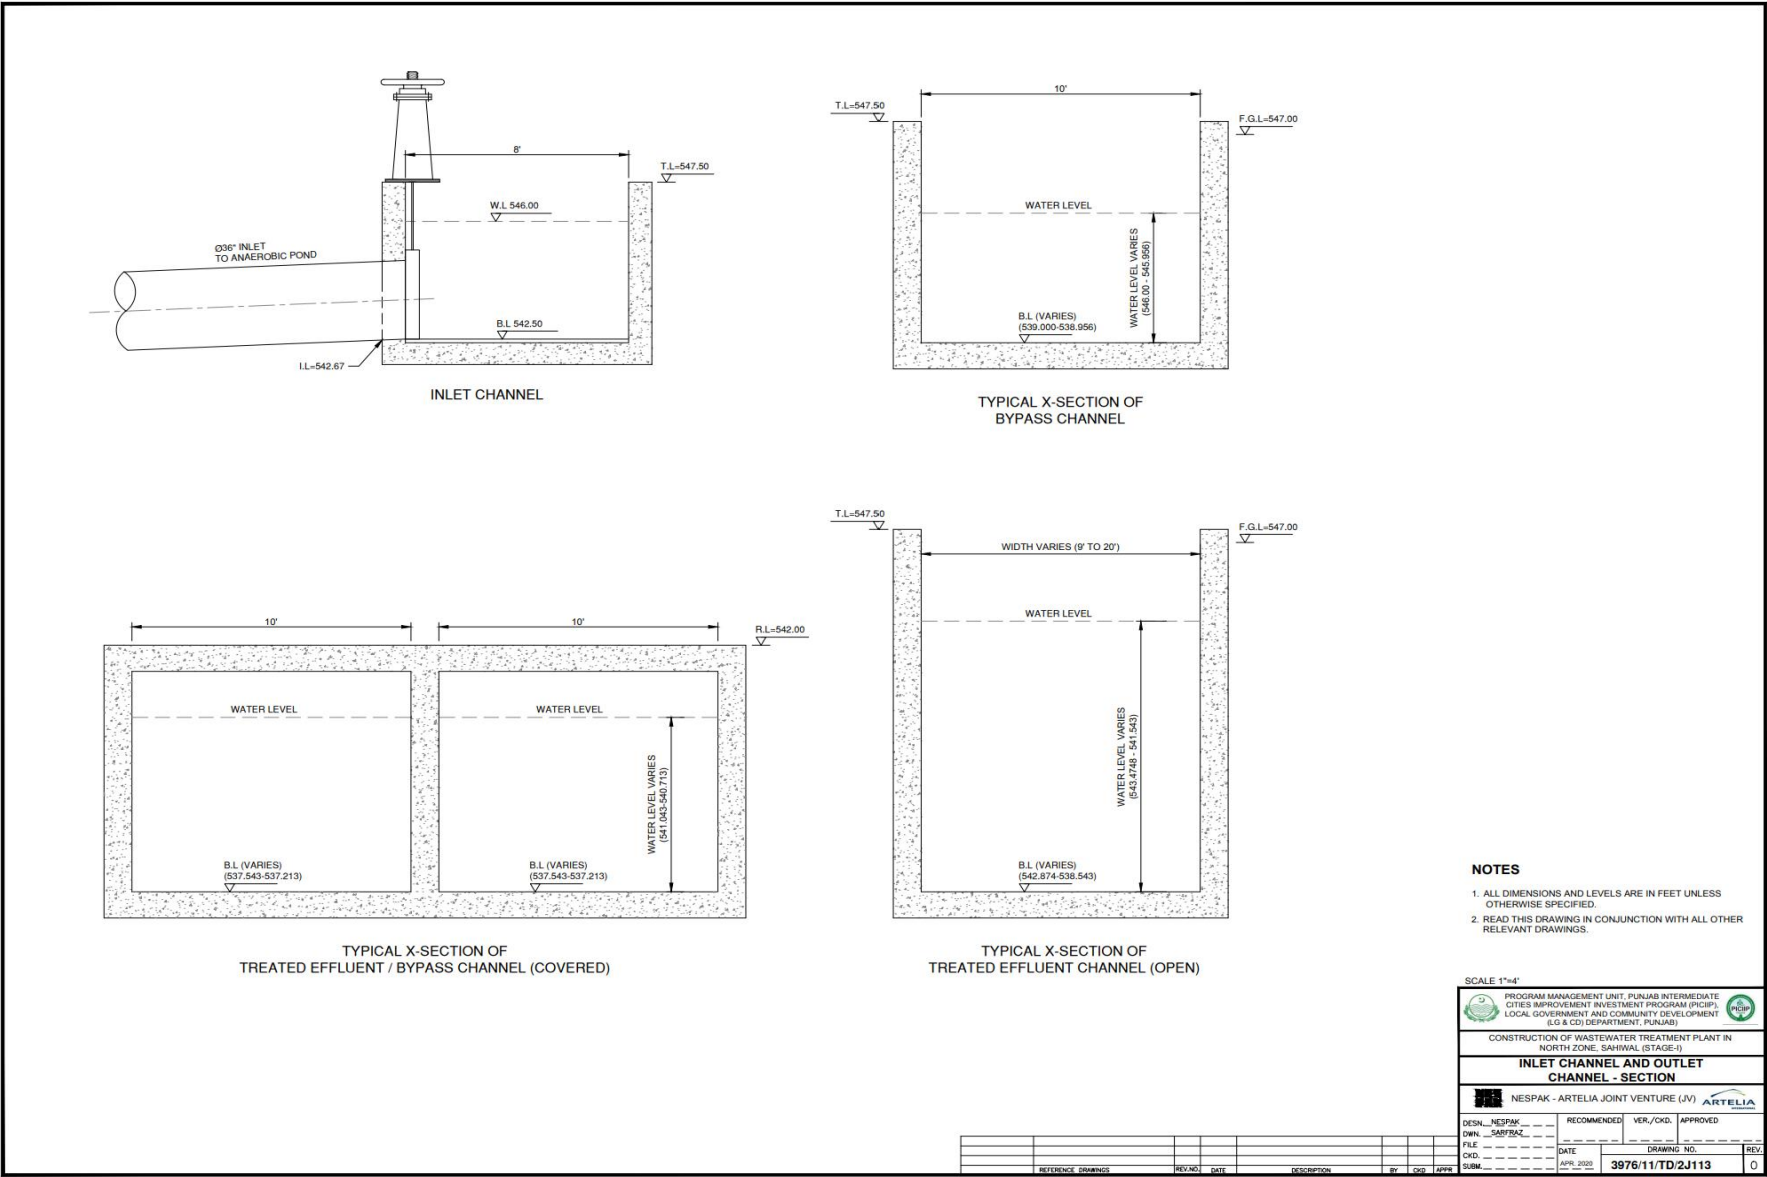 8'
T.L=547.50
W.L 546.00
Ø36" INLET
TO ANAEROBIC POND
B.L 542.50
I.L=542.67
INLET CHANNEL
10'
T.L=547.50
F.G.L=547.00
WATER LEVEL
WATER LEVEL VARIES
(546.00 - 545.956)
B.L (VARIES)
(539.000-538.956)
TYPICAL X-SECTION OF
BYPASS CHANNEL
10'
10'
R.L=542.00
WATER LEVEL
WATER LEVEL
WATER LEVEL VARIES
(541.043-540.713)
B.L (VARIES)
(537.543-537.213)
B.L (VARIES)
(537.543-537.213)
TYPICAL X-SECTION OF
TREATED EFFLUENT / BYPASS CHANNEL (COVERED)
T.L=547.50
F.G.L=547.00
WIDTH VARIES (9' TO 20')
WATER LEVEL
WATER LEVEL VARIES
(543.4748 - 541.543)
B.L (VARIES)
(542.874-538.543)
TYPICAL X-SECTION OF
TREATED EFFLUENT CHANNEL (OPEN)
NOTES
1. ALL DIMENSIONS AND LEVELS ARE IN FEET UNLESS
OTHERWISE SPECIFIED.
2. READ THIS DRAWING IN CONJUNCTION WITH ALL OTHER
RELEVANT DRAWINGS.
SCALE 1"=4'
PROGRAM MANAGEMENT UNIT, PUNJAB INTERMEDIATE
CITIES IMPROVEMENT INVESTMENT PROGRAM (PICIIP),
LOCAL GOVERNMENT AND COMMUNITY DEVELOPMENT
(LG & CD) DEPARTMENT, PUNJAB)
PICIIP
CONSTRUCTION OF WASTEWATER TREATMENT PLANT IN
NORTH ZONE, SAHIWAL (STAGE-I)
INLET CHANNEL AND OUTLET
CHANNEL - SECTION
NESPAK - ARTELIA JOINT VENTURE (JV)
ARTELIA
DESN. NESPAK
DWN. SARFRAZ
FILE
CKD.
SUBM.
RECOMMENDED VER./CKD. APPROVED
DATE
APR. 2020
DRAWING NO.
3976/11/TD/2J113
REV.
0
REFERENCE DRAWINGS REV.NO. DATE DESCRIPTION BY CKD APPR